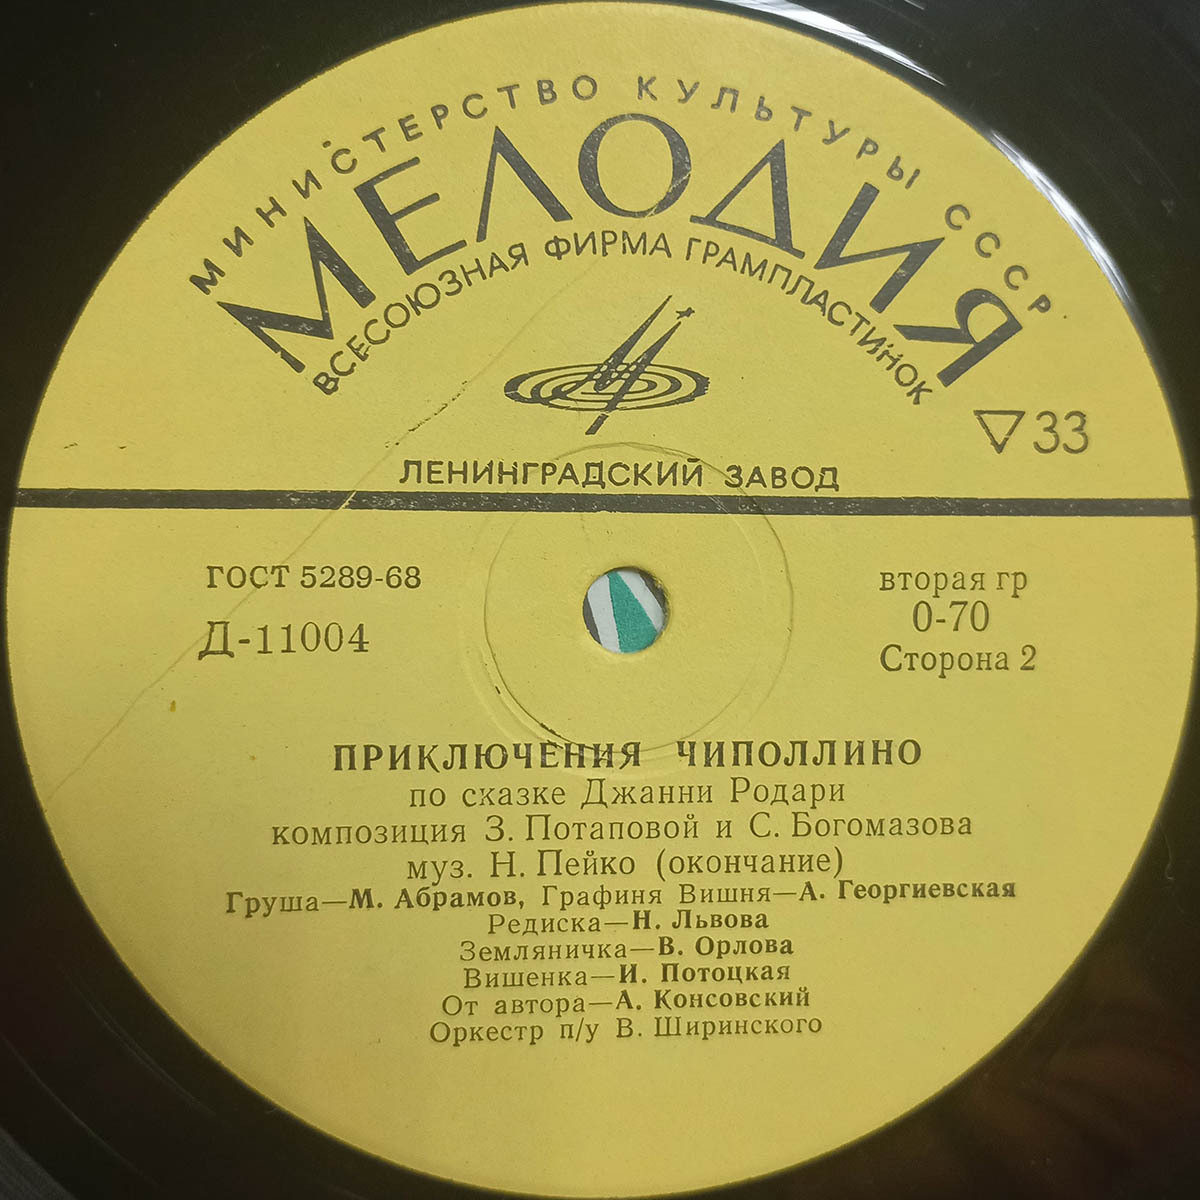 МИНИСТЕРСТВО КУЛЬТУРЫ СССР
МЕЛОДИЯ
ВСЕСОЮЗНАЯ ФИРМА ГРАМПЛАСТИНОК
▽33
ЛЕНИНГРАДСКИЙ ЗАВОД
ГОСТ 5289-68
Д-11004
вторая гр
0-70
Сторона 2
ПРИКЛЮЧЕНИЯ ЧИПОЛЛИНО
по сказке Джанни Родари
композиция З. Потаповой и С. Богомазова
муз. Н. Пейко (окончание)
Груша—М. Абрамов, Графиня Вишня—А. Георгиевская
Редиска—Н. Львова
Земляничка—В. Орлова
Вишенка—И. Потоцкая
От автора—А. Консовский
Оркестр п/у В. Ширинского